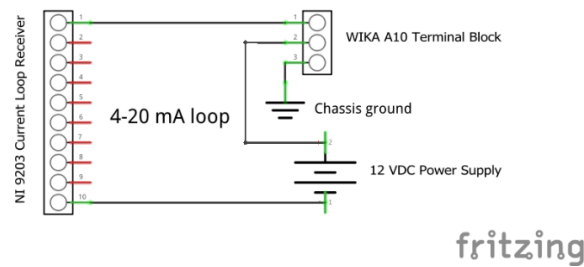 NI 9203 Current Loop Receiver
1
2
3
4
5
6
7
8
9
10
1
2
3
WIKA A10 Terminal Block
4-20 mA loop
Chassis ground
2
12 VDC Power Supply
1
fritzing